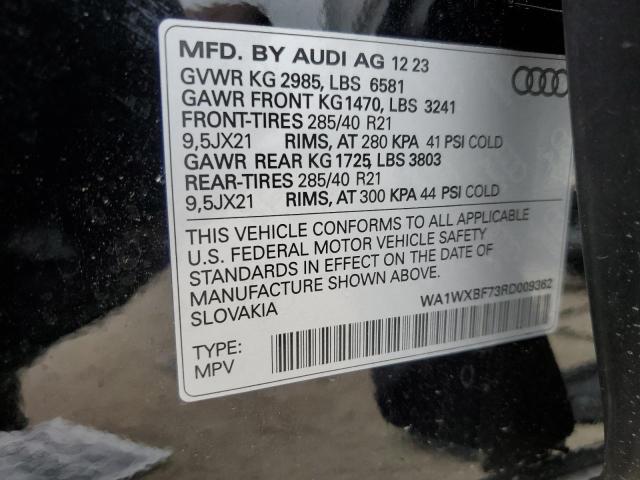 MFD. BY AUDI AG 12 23
GVWR KG 2985, LBS 6581
GAWR FRONT KG1470, LBS 3241
FRONT-TIRES 285/40 R21
9,5JX21 RIMS, AT 280 KPA 41 PSI COLD
GAWR REAR KG 1725, LBS 3803
REAR-TIRES 285/40 R21
9,5JX21 RIMS, AT 300 KPA 44 PSI COLD
THIS VEHICLE CONFORMS TO ALL APPLICABLE
U.S. FEDERAL MOTOR VEHICLE SAFETY
STANDARDS IN EFFECT ON THE DATE OF
MANUFACTURE SHOWN ABOVE.
SLOVAKIA
WA1WXBF73RD009362
TYPE:
MPV